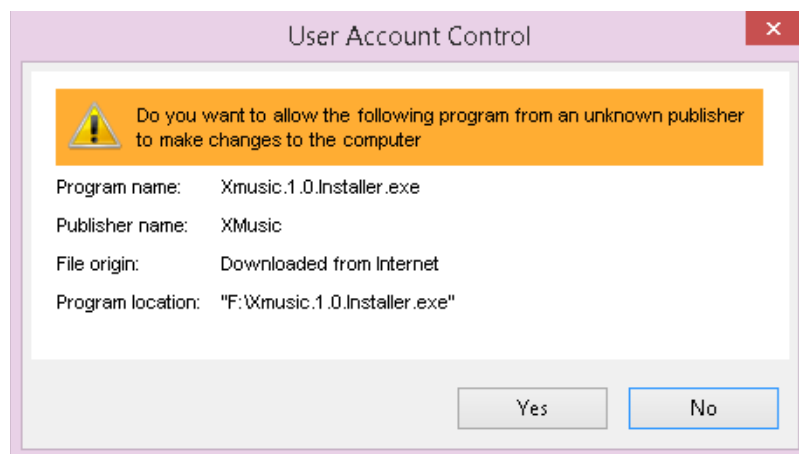 User Account Control
Do you want to allow the following program from an unknown publisher
to make changes to the computer
Program name: Xmusic.1.0.Installer.exe
Publisher name: XMusic
File origin: Downloaded from Internet
Program location: "F:\Xmusic.1.0.Installer.exe"
Yes No